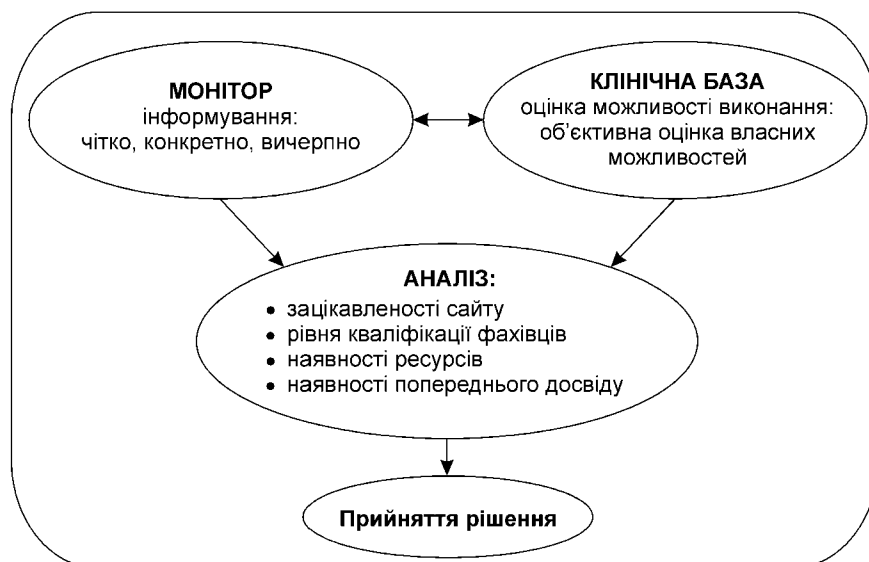 МОНІТОР
інформування:
чітко, конкретно, вичерпно
КЛІНІЧНА БАЗА
оцінка можливості виконання:
об’єктивна оцінка власних
можливостей
АНАЛІЗ:
• зацікавленості сайту
• рівня кваліфікації фахівців
• наявності ресурсів
• наявності попереднього досвіду
Прийняття рішення